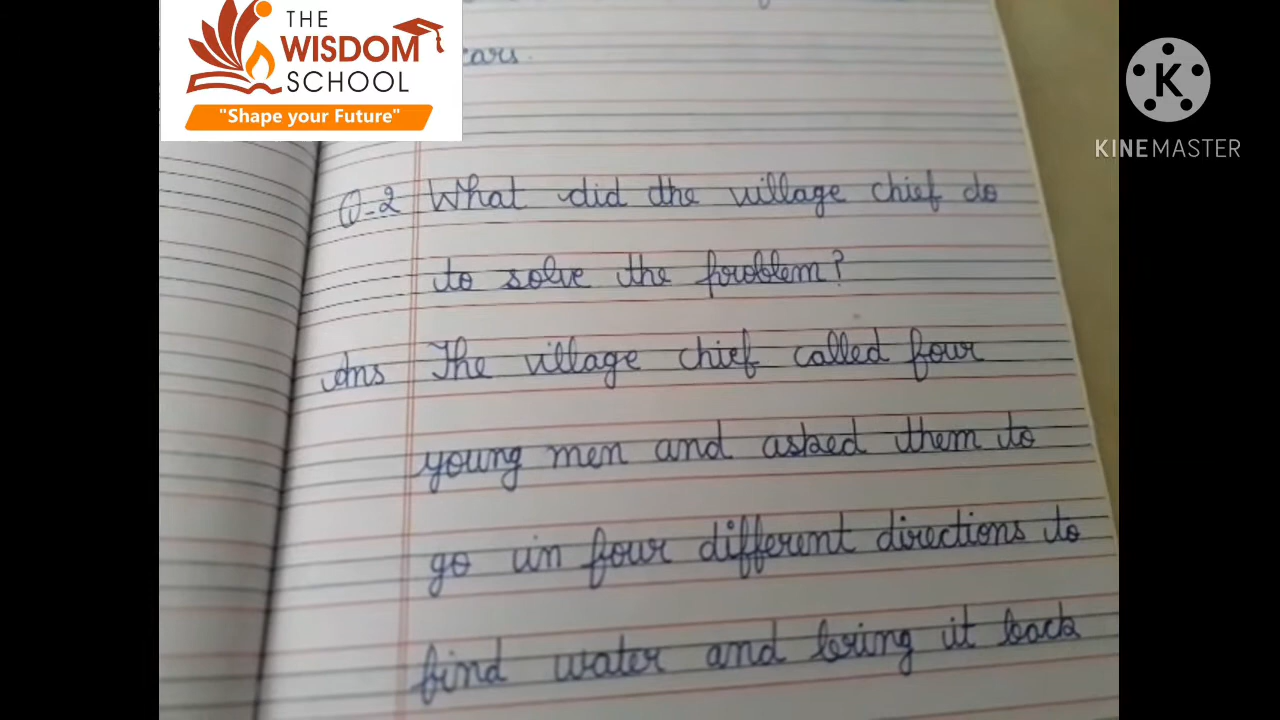 THE
WISDOM
SCHOOL
"Shape your Future"
K
KINEMASTER
Q-2 What did the village chief do
to solve the problem?
Ans The village chief called four
young men and asked them to
go in four different directions to
find water and bring it back